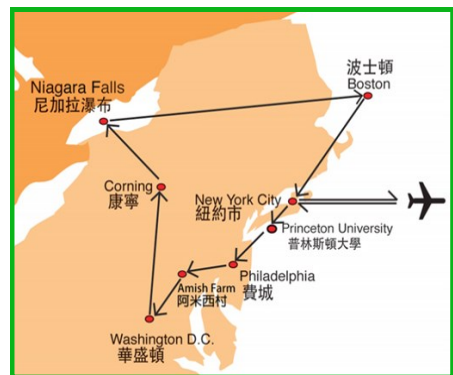 波士頓
Boston
Niagara Falls
尼加拉瀑布
Corning
康寧
New York City
紐約市
Princeton University
普林斯頓大學
Philadelphia
費城
Amish Farm
阿米西村
Washington D.C.
華盛頓